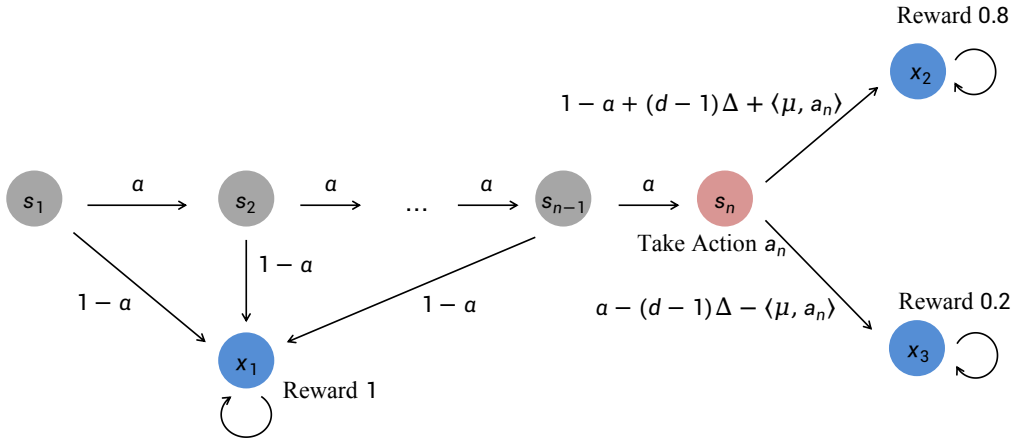 Reward 0.8
x₂
1 − α + (d − 1)Δ + ⟨μ, aₙ⟩
α α α α
s₁ s₂ ... sₙ₋₁ sₙ
Take Action aₙ
1 − α 1 − α 1 − α
α − (d − 1)Δ − ⟨μ, aₙ⟩
Reward 0.2
x₃
x₁
Reward 1